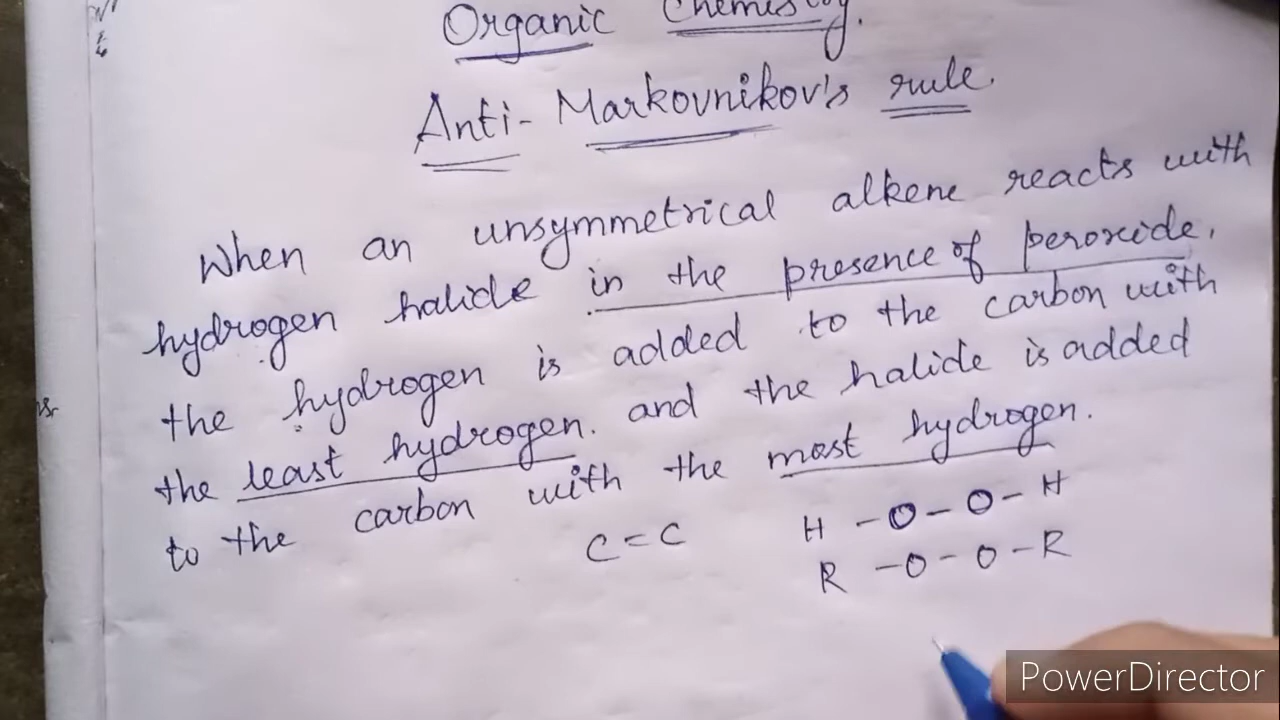 Organic Chemistry.
Anti-Markovnikov's rule.
When an unsymmetrical alkene reacts with
hydrogen halide in the presence of peroxide,
the hydrogen is added to the carbon with
the least hydrogen. and the halide is added
to the carbon with the most hydrogen.
C=C
H-O-O-H
R-O-O-R
PowerDirector